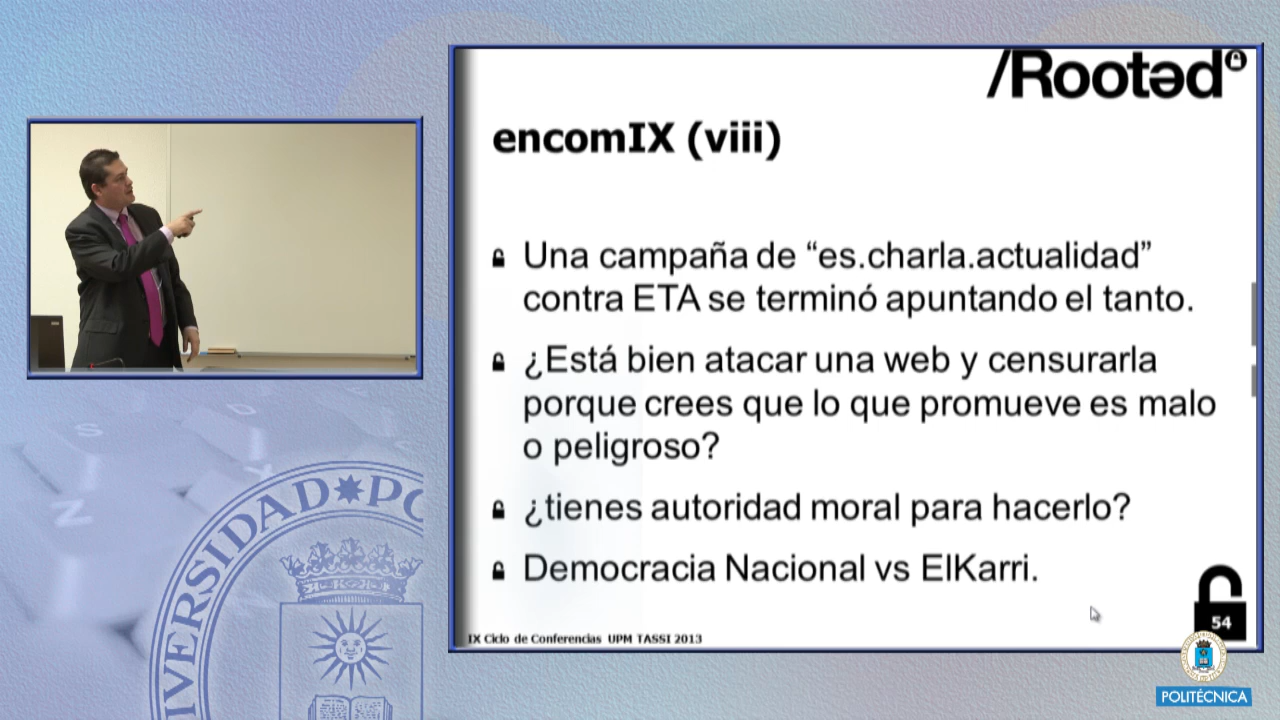 /Rootəd
encomIX (viii)
Una campaña de “es.charla.actualidad”
contra ETA se terminó apuntando el tanto.
¿Está bien atacar una web y censurarla
porque crees que lo que promueve es malo
o peligroso?
¿tienes autoridad moral para hacerlo?
Democracia Nacional vs ElKarri.
54
IX Ciclo de Conferencias UPM TASSI 2013
POLITÉCNICA
VERSIDAD PO
S
N